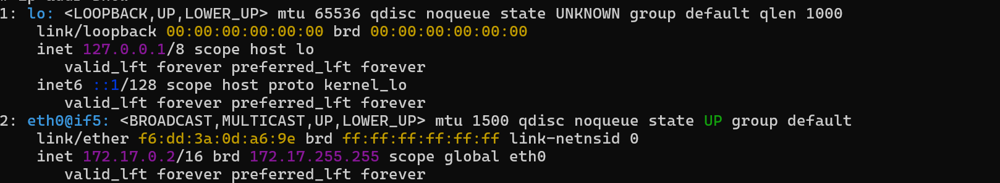 # ip addr show
1: lo: <LOOPBACK,UP,LOWER_UP> mtu 65536 qdisc noqueue state UNKNOWN group default qlen 1000
    link/loopback 00:00:00:00:00:00 brd 00:00:00:00:00:00
    inet 127.0.0.1/8 scope host lo
       valid_lft forever preferred_lft forever
    inet6 ::1/128 scope host proto kernel_lo
       valid_lft forever preferred_lft forever
2: eth0@if5: <BROADCAST,MULTICAST,UP,LOWER_UP> mtu 1500 qdisc noqueue state UP group default
    link/ether f6:dd:3a:0d:a6:9e brd ff:ff:ff:ff:ff:ff link-netnsid 0
    inet 172.17.0.2/16 brd 172.17.255.255 scope global eth0
       valid_lft forever preferred_lft forever